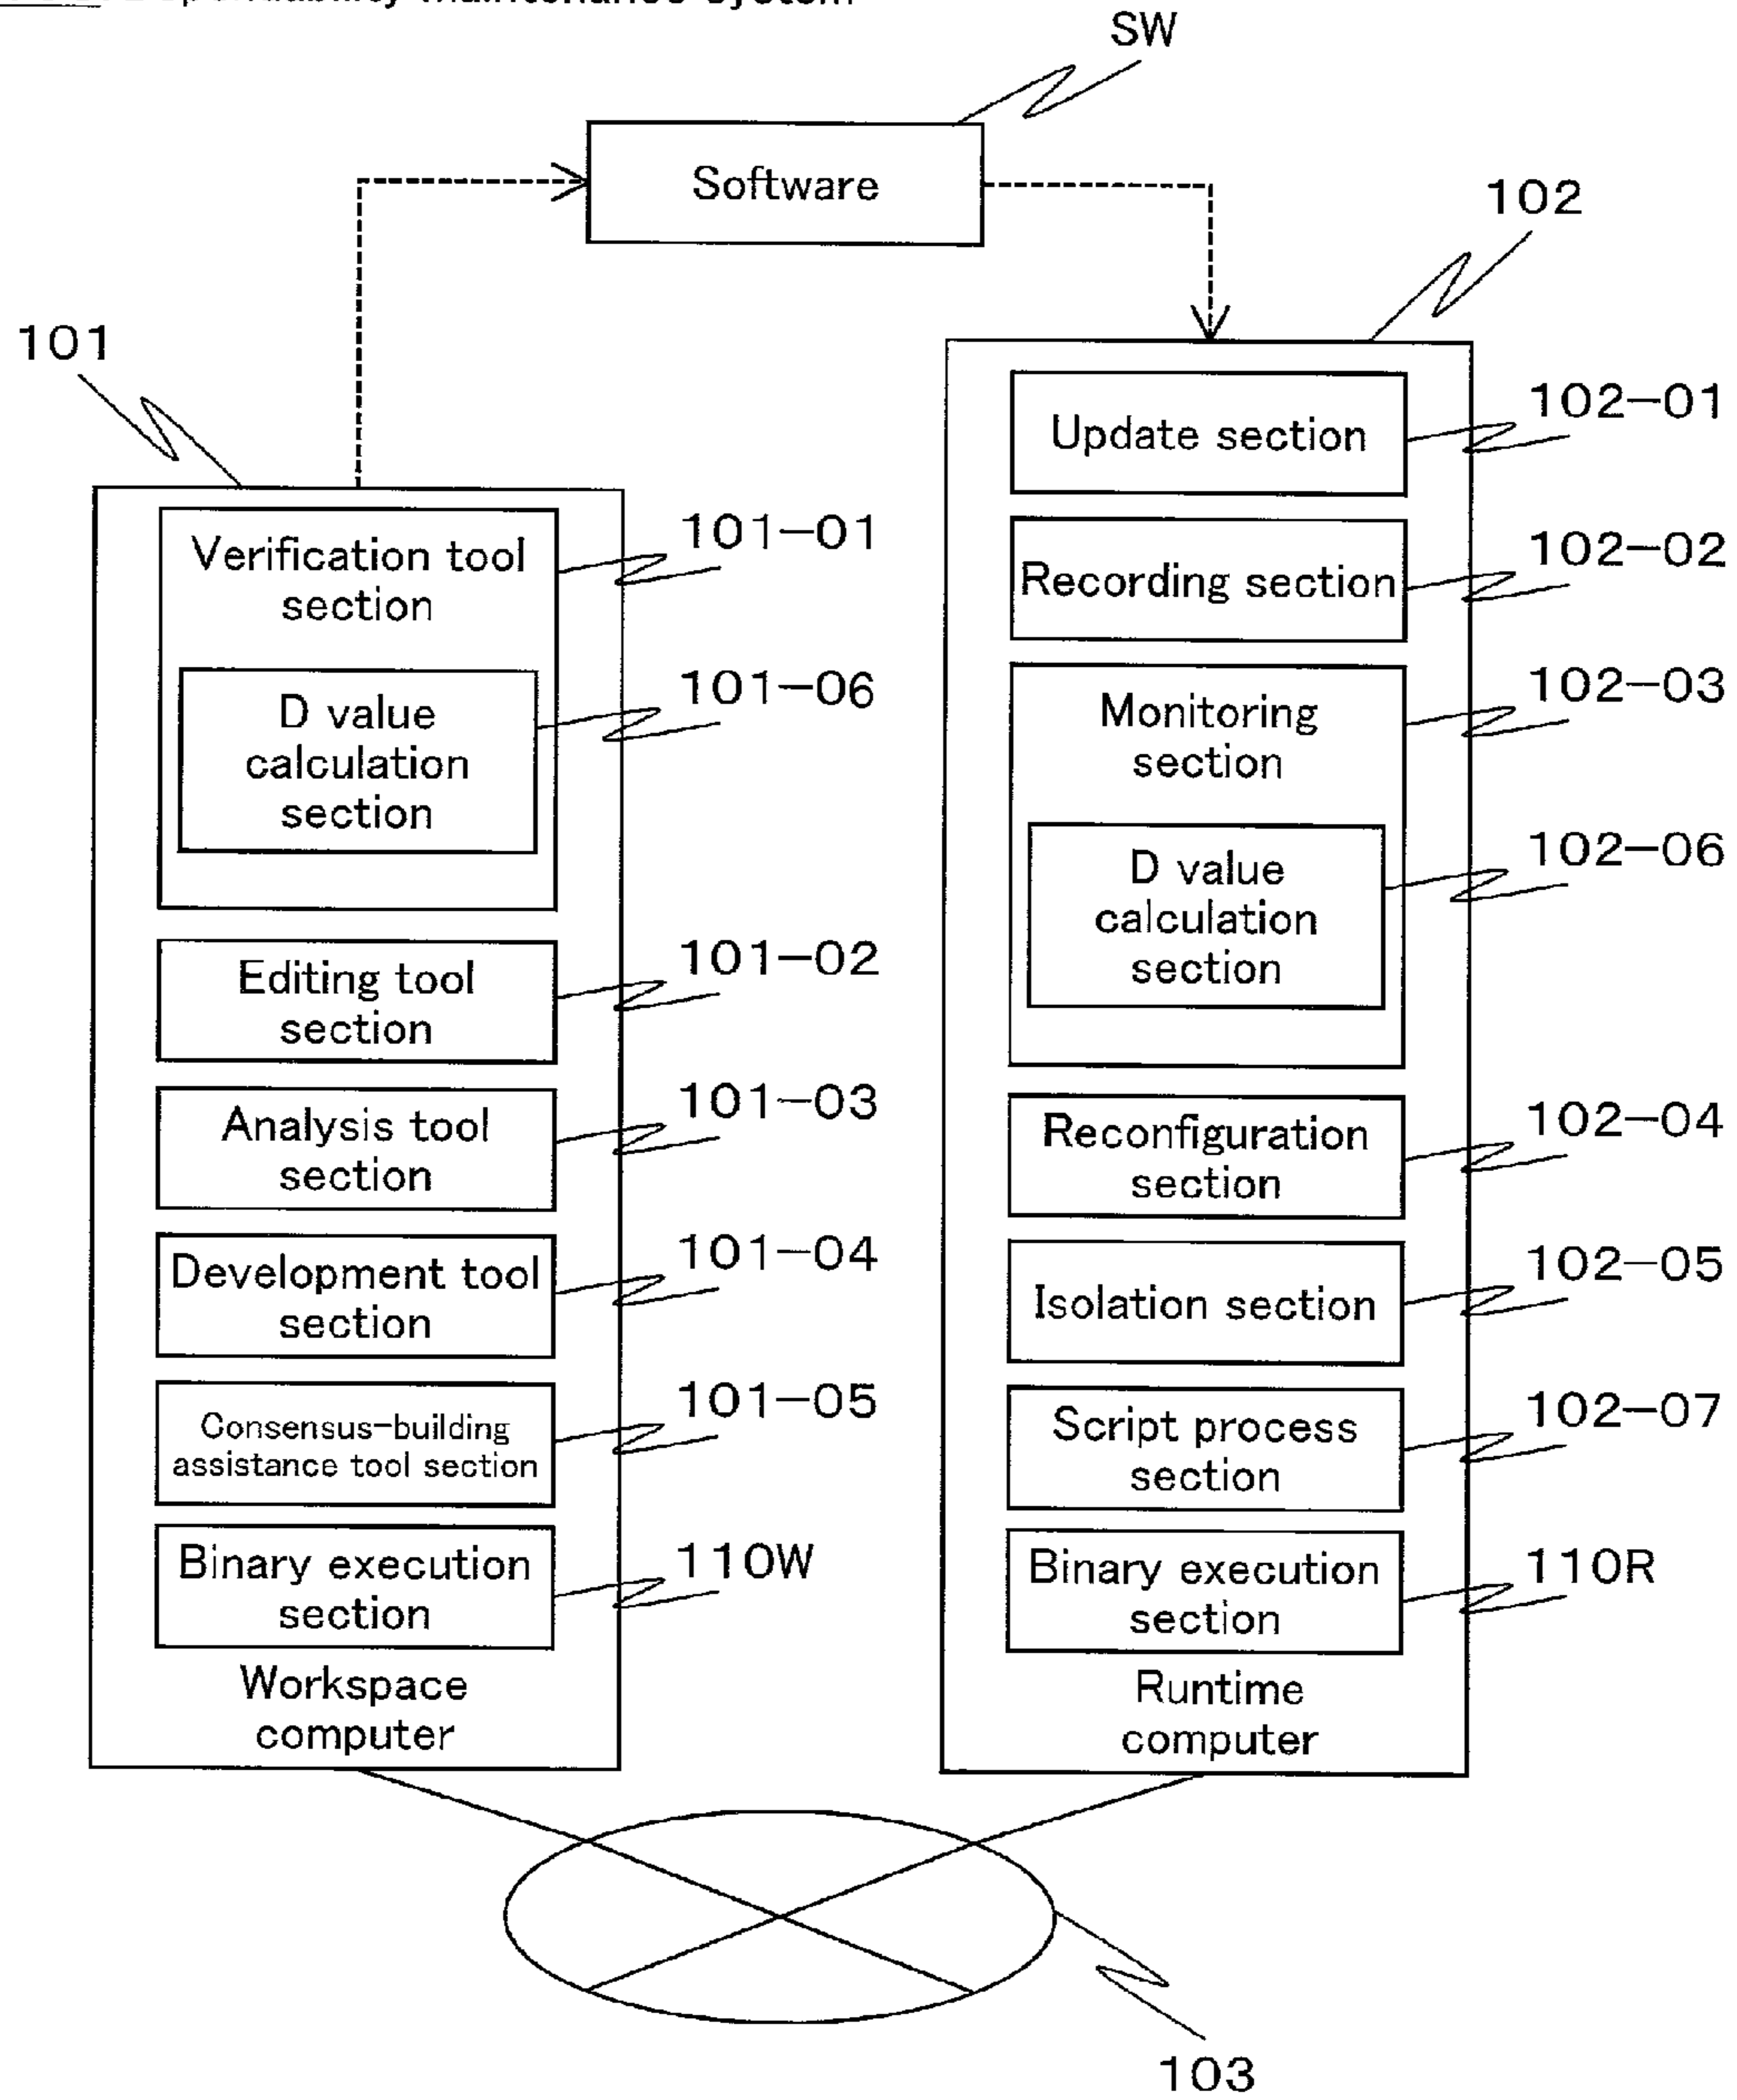 maintenance system
SW
Software
102
101
102-01
Update section
101-01
Verification tool
section
102-02
Recording section
101-06
D value
calculation
section
102-03
Monitoring
section
102-06
D value
calculation
section
101-02
Editing tool
section
101-03
Analysis tool
section
102-04
Reconfiguration
section
101-04
Development tool
section
102-05
Isolation section
101-05
Consensus-building
assistance tool section
102-07
Script process
section
110W
Binary execution
section
110R
Binary execution
section
Workspace
computer
Runtime
computer
103